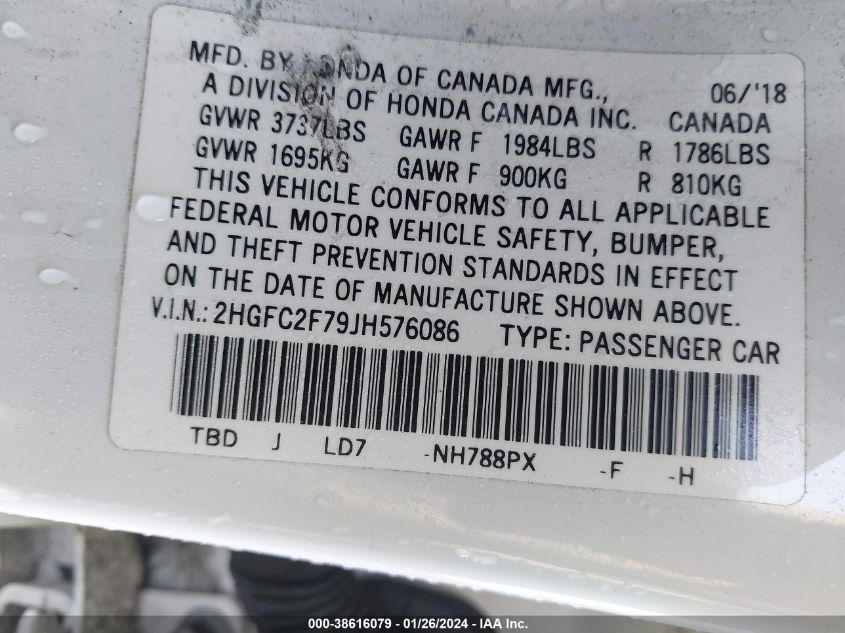 MFD. BY HONDA OF CANADA MFG., 06/'18
A DIVISION OF HONDA CANADA INC. CANADA
GVWR 3737LBS GAWR F 1984LBS R 1786LBS
GVWR 1695KG GAWR F 900KG R 810KG
THIS VEHICLE CONFORMS TO ALL APPLICABLE
FEDERAL MOTOR VEHICLE SAFETY, BUMPER,
AND THEFT PREVENTION STANDARDS IN EFFECT
ON THE DATE OF MANUFACTURE SHOWN ABOVE.
V.I.N.: 2HGFC2F79JH576086 TYPE: PASSENGER CAR
TBD J LD7 -NH788PX -F -H
000-38616079 - 01/26/2024 - IAA Inc.